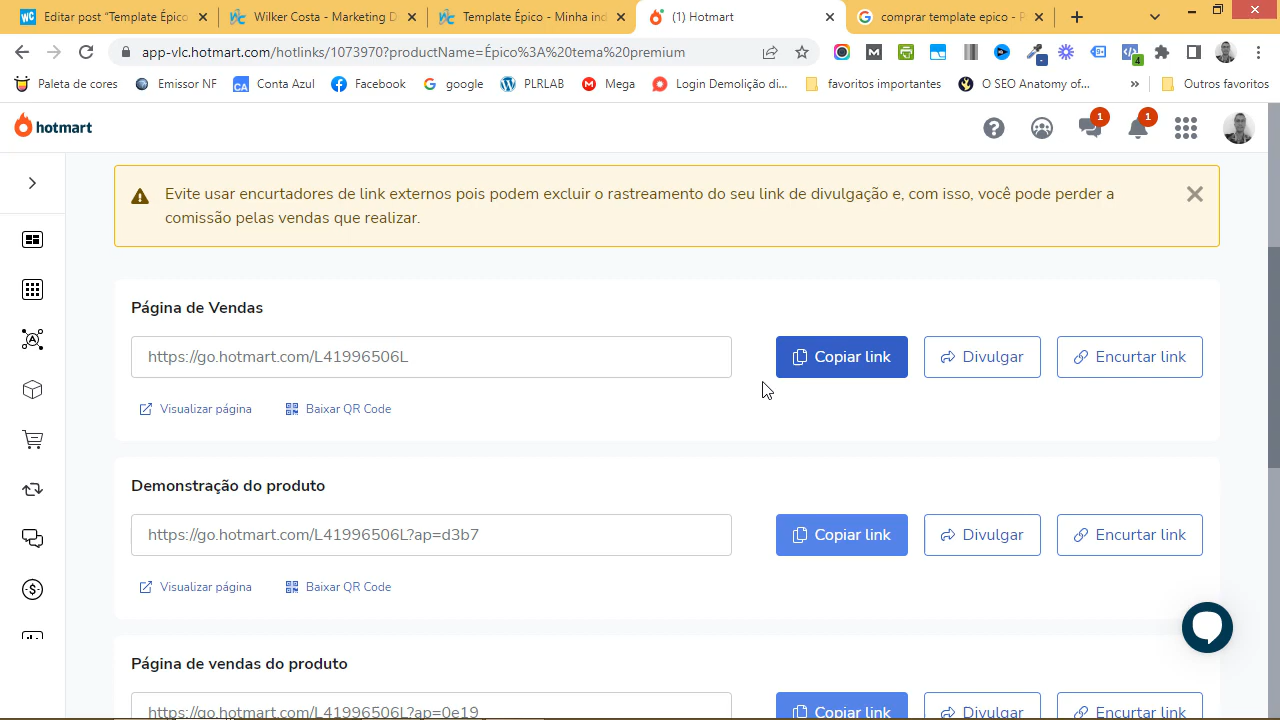 Editar post “Template Épico
Wilker Costa - Marketing D
Template Épico - Minha ind
(1) Hotmart
comprar template epico - P
app-vlc.hotmart.com/hotlinks/1073970?productName=Épico%3A%20tema%20premium
4
Paleta de cores
Emissor NF
CA Conta Azul
Facebook
google
PLRLAB
Mega
Login Demolição di...
favoritos importantes
O SEO Anatomy of...
»
Outros favoritos
hotmart
1
1
Evite usar encurtadores de link externos pois podem excluir o rastreamento do seu link de divulgação e, com isso, você pode perder a
comissão pelas vendas que realizar.
Página de Vendas
https://go.hotmart.com/L41996506L
Copiar link
Divulgar
Encurtar link
Visualizar página
Baixar QR Code
Demonstração do produto
https://go.hotmart.com/L41996506L?ap=d3b7
Copiar link
Divulgar
Encurtar link
Visualizar página
Baixar QR Code
Página de vendas do produto
https://go.hotmart.com/L41996506L?ap=0e19
Copiar link
Divulgar
Encurtar link